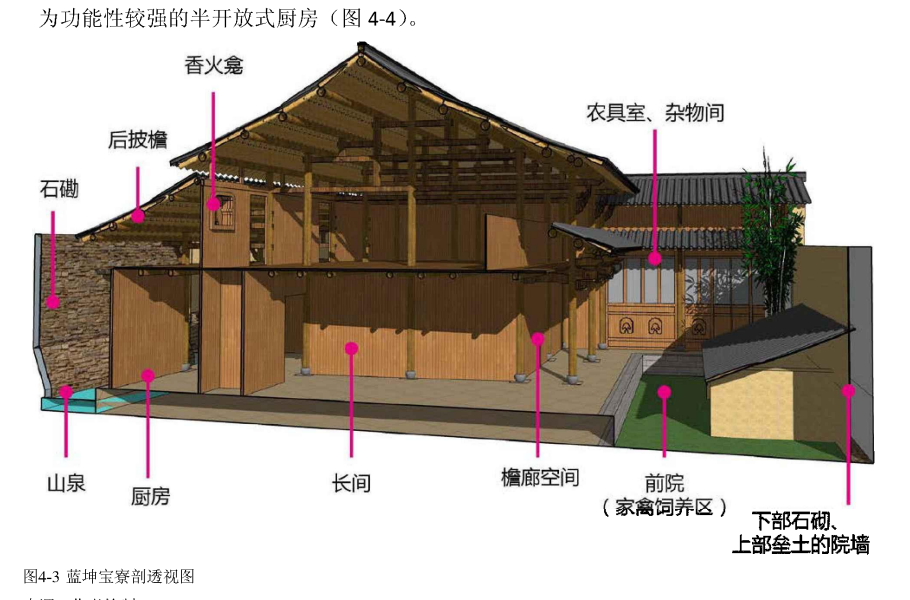 为功能性较强的半开放式厨房（图 4-4）。
香火龛
农具室、杂物间
后披檐
石磡
山泉
厨房
长间
檐廊空间
前院
（家禽饲养区）
下部石砌、
上部垒土的院墙
图4-3 蓝坤宝寮剖透视图